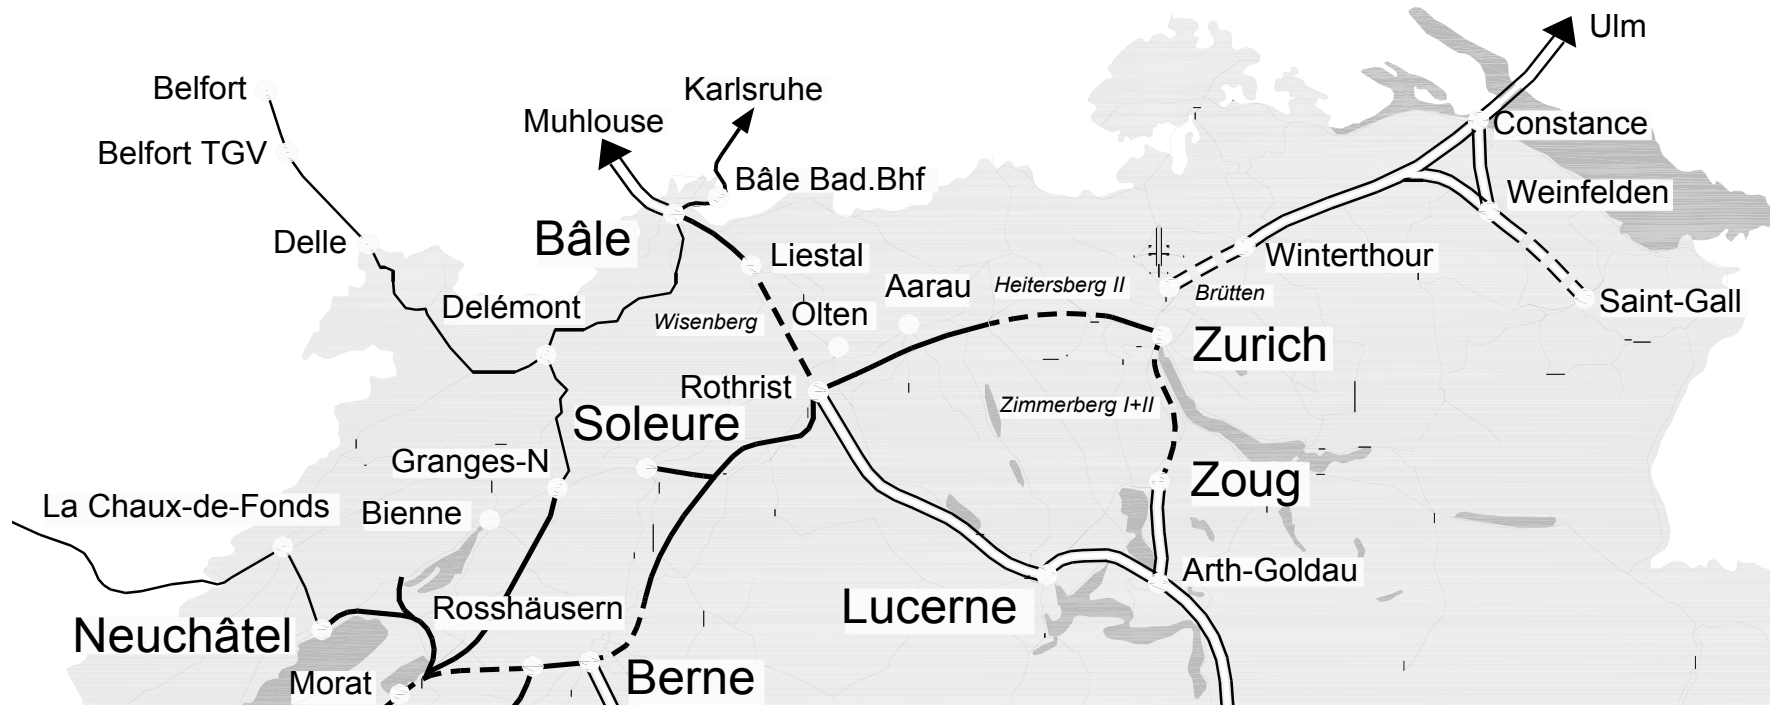 Ulm
Belfort
Karlsruhe
Muhlouse
Constance
Belfort TGV
Bâle Bad.Bhf
Weinfelden
Delle
Bâle
Liestal
Winterthour
Aarau
Heitersberg II
Brütten
Saint-Gall
Delémont
Wisenberg
Olten
Zurich
Rothrist
Zimmerberg I+II
Soleure
Granges-N
Zoug
La Chaux-de-Fonds
Bienne
Arth-Goldau
Rosshäusern
Lucerne
Neuchâtel
Morat
Berne